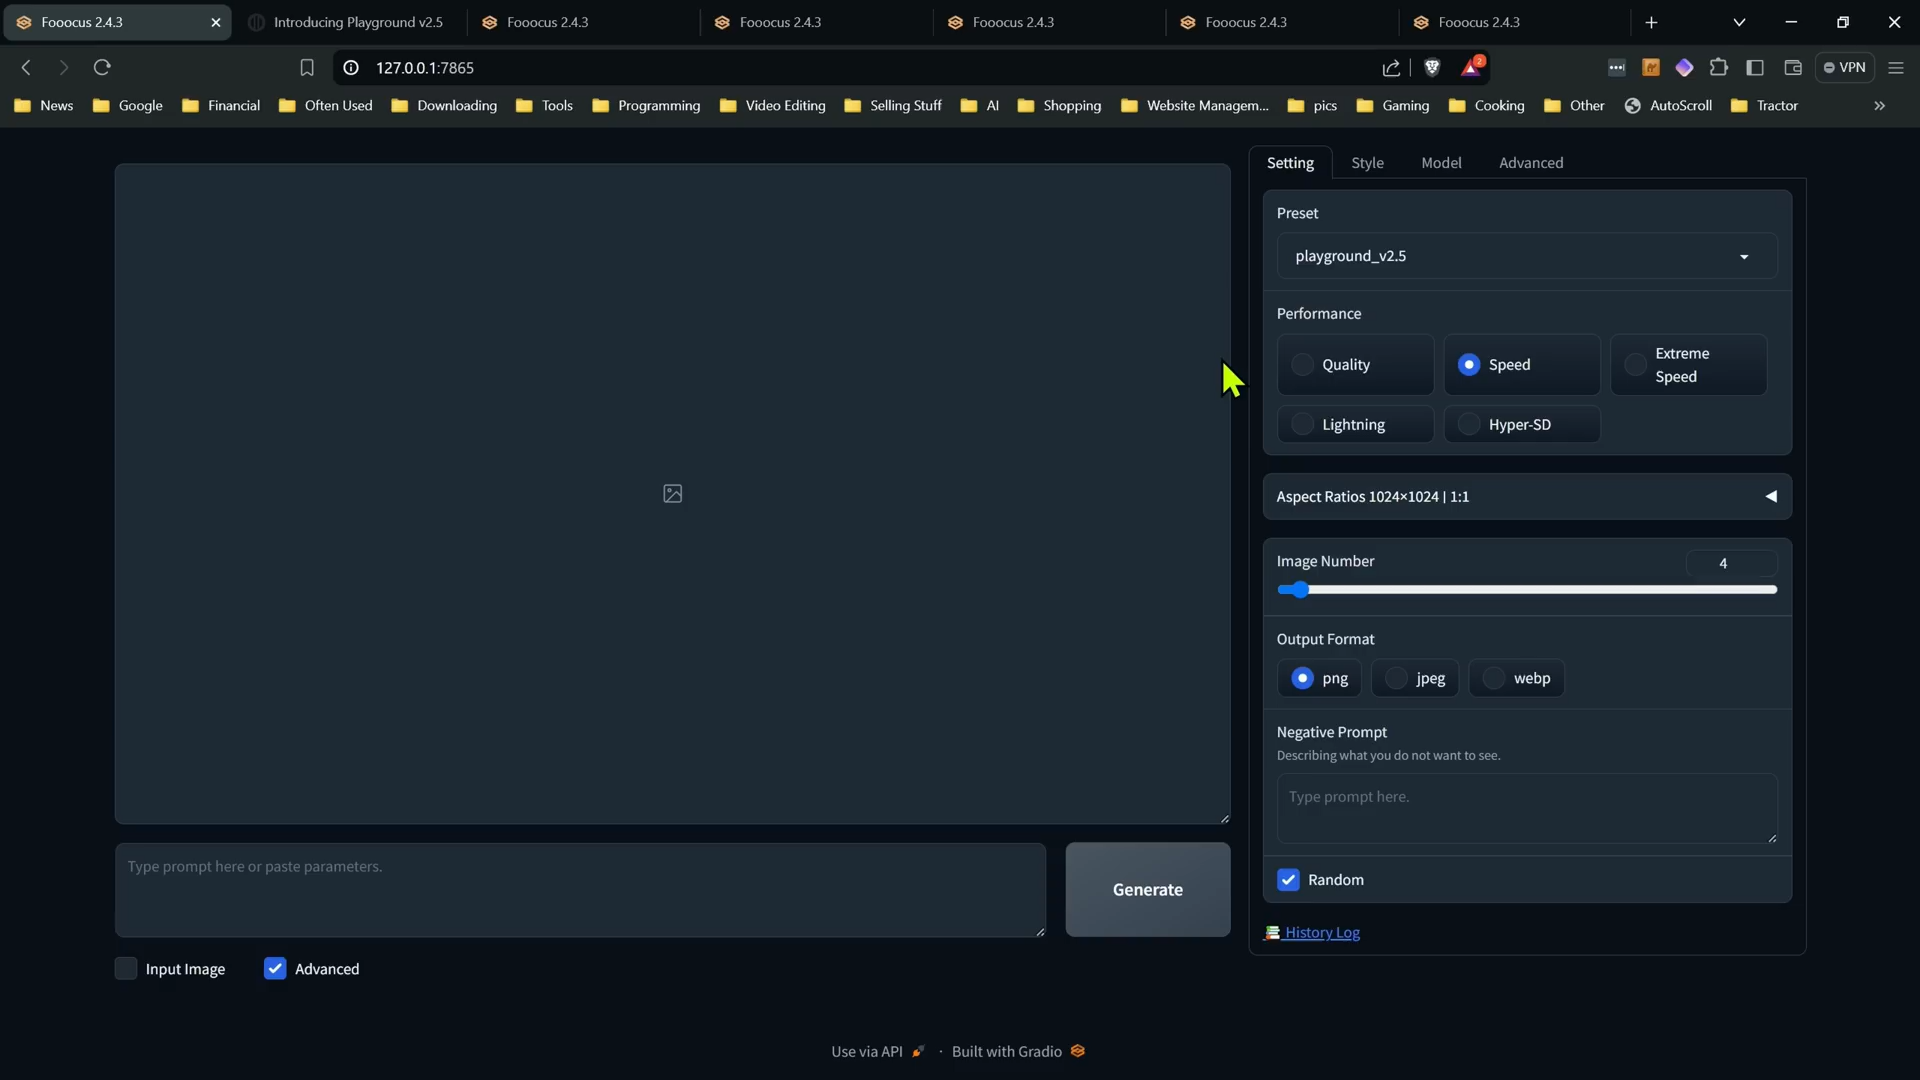 Fooocus 2.4.3
Introducing Playground v2.5
Fooocus 2.4.3
Fooocus 2.4.3
Fooocus 2.4.3
Fooocus 2.4.3
Fooocus 2.4.3
127.0.0.1:7865
2
VPN
News
Google
Financial
Often Used
Downloading
Tools
Programming
Video Editing
Selling Stuff
AI
Shopping
Website Managem...
pics
Gaming
Cooking
Other
AutoScroll
Tractor
Setting
Style
Model
Advanced
Preset
playground_v2.5
Performance
Quality
Speed
Extreme
Speed
Lightning
Hyper-SD
Aspect Ratios 1024×1024 | 1:1
Image Number
4
Output Format
png
jpeg
webp
Negative Prompt
Describing what you do not want to see.
Type prompt here.
Random
History Log
Type prompt here or paste parameters.
Generate
Input Image
Advanced
Use via API
· Built with Gradio